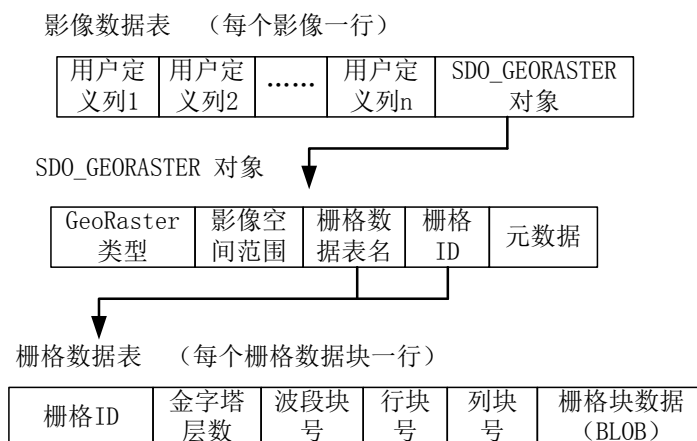 影像数据表 （每个影像一行）
用户定 用户定 …… 用户定 SDO_GEORASTER
义列1 义列2 义列n 对象
SDO_GEORASTER 对象
GeoRaster 影像空 栅格数 栅格 元数据
类型 间范围 据表名 ID
栅格数据表 （每个栅格数据块一行）
栅格ID 金字塔 波段块 行块 列块 栅格块数据
层数 号 号 号 （BLOB）